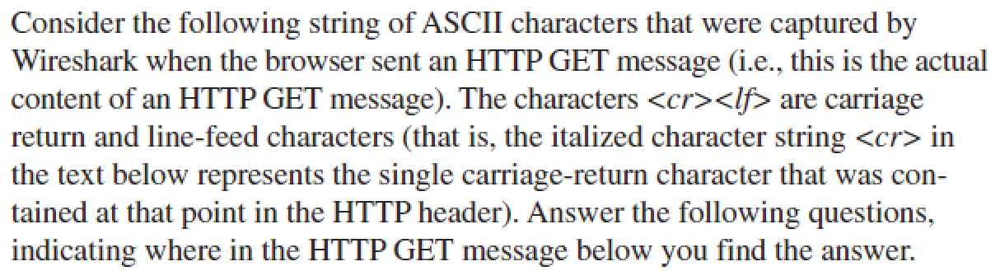 Consider the following string of ASCII characters that were captured by
Wireshark when the browser sent an HTTP GET message (i.e., this is the actual
content of an HTTP GET message). The characters <cr><lf> are carriage
return and line-feed characters (that is, the italized character string <cr> in
the text below represents the single carriage-return character that was con-
tained at that point in the HTTP header). Answer the following questions,
indicating where in the HTTP GET message below you find the answer.